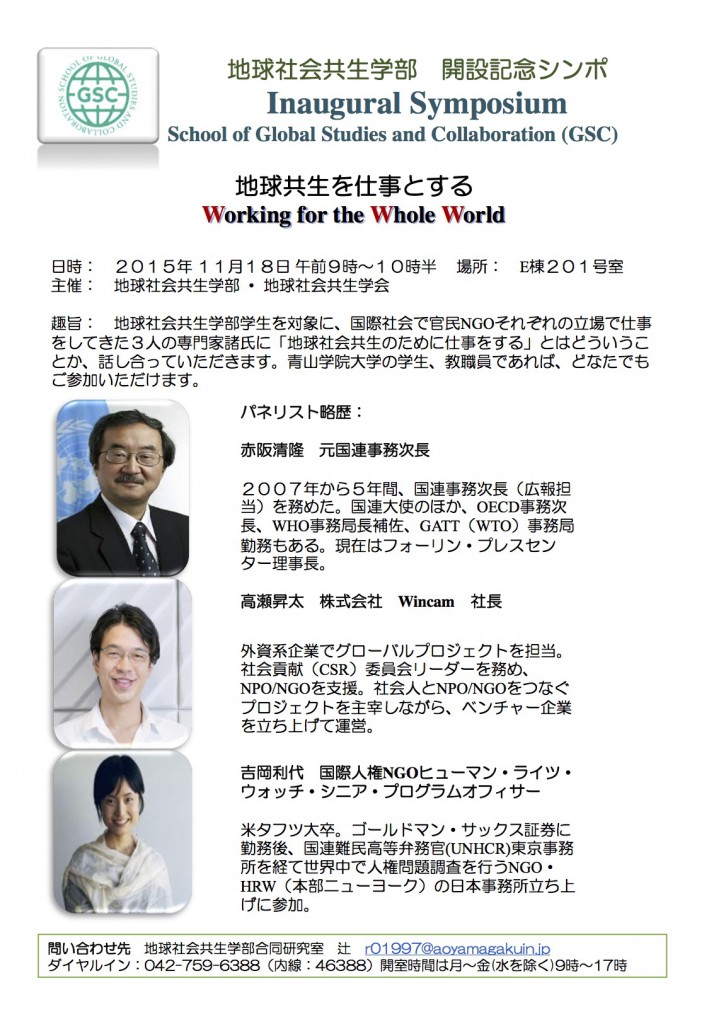 SCHOOL OF GLOBAL STUDIES AND COLLABORATION
GSC
地球社会共生学部　開設記念シンポ
Inaugural Symposium
School of Global Studies and Collaboration (GSC)
地球共生を仕事とする
Working for the Whole World
日時：　２０１５年１１月１８日午前９時～１０時半　場所：　E棟２０１号室
主催：　地球社会共生学部・地球社会共生学会
趣旨：　地球社会共生学部学生を対象に、国際社会で官民NGOそれぞれの立場で仕事
をしてきた３人の専門家諸氏に「地球社会共生のために仕事をする」とはどういうこ
とか、話し合っていただきます。青山学院大学の学生、教職員であれば、どなたでも
ご参加いただけます。
パネリスト略歴：
赤阪清隆　元国連事務次長
２００７年から５年間、国連事務次長（広報担
当）を務めた。国連大使のほか、OECD事務次
長、WHO事務局長補佐、GATT（WTO）事務局
勤務もある。現在はフォーリン・プレスセン
ター理事長。
高瀬昇太　株式会社　Wincam　社長
外資系企業でグローバルプロジェクトを担当。
社会貢献（CSR）委員会リーダーを務め、
NPO/NGOを支援。社会人とNPO/NGOをつなぐ
プロジェクトを主宰しながら、ベンチャー企業
を立ち上げて運営。
吉岡利代　国際人権NGOヒューマン・ライツ・
ウォッチ・シニア・プログラムオフィサー
米タフツ大卒。ゴールドマン・サックス証券に
勤務後、国連難民高等弁務官(UNHCR)東京事務
所を経て世界中で人権問題調査を行うNGO・
HRW（本部ニューヨーク）の日本事務所立ち上
げに参加。
問い合わせ先　地球社会共生学部合同研究室　辻　r01997@aoyamagakuin.jp
ダイヤルイン：042-759-6388（内線：46388）開室時間は月～金(水を除く)9時～17時